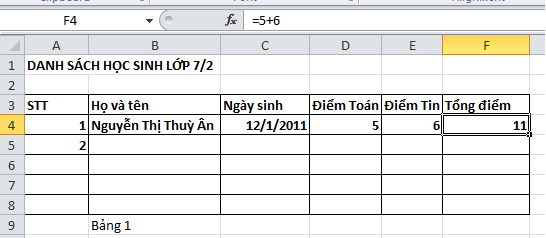 F4 fx =5+6
A B C D E F
1 DANH SÁCH HỌC SINH LỚP 7/2
2
3 STT Họ và tên Ngày sinh Điểm Toán Điểm Tin Tổng điểm
4 1 Nguyễn Thị Thuỳ Ân 12/1/2011 5 6 11
5 2
6
7
8
9 Bảng 1